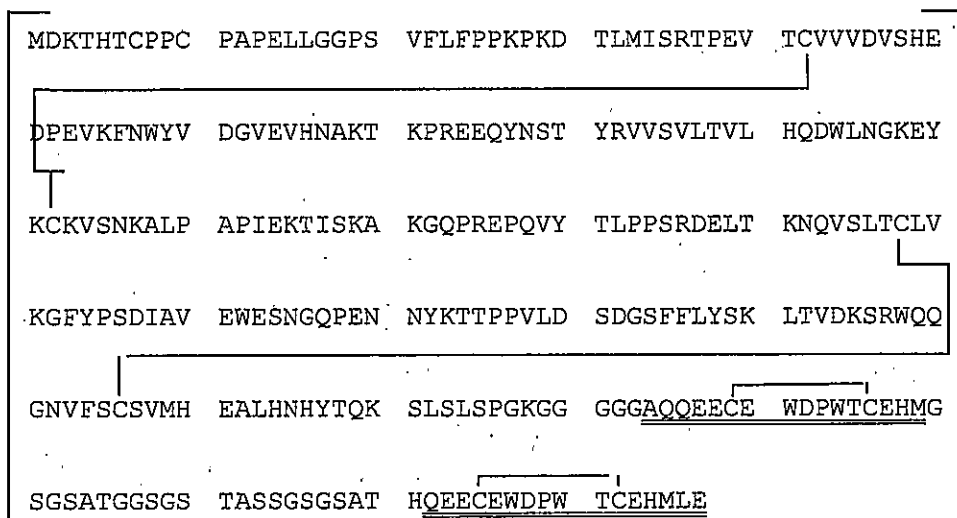 MDKTHTCPPC PAPELLGGPS VFLFPPKPKD TLMISRTPEV TCVVVDVSHE
DPEVKFNWYV DGVEVHNAKT KPREEQYNST YRVVSVLTVL HQDWLNGKEY
KCKVSNKALP APIEKTISKA KGQPREPQVY TLPPSRDELT KNQVSLTCLV
KGFYPSDIAV EWESNGQPEN NYKTTPPVLD SDGSFFLYSK LTVDKSRWQQ
GNVFSCSVMH EALHNHYTQK SLSLSPGKGG GGGAQQEECE WDPWTCEHMG
SGSATGGSGS TASSGSGSAT HQEECEWDPW TCEHMLE